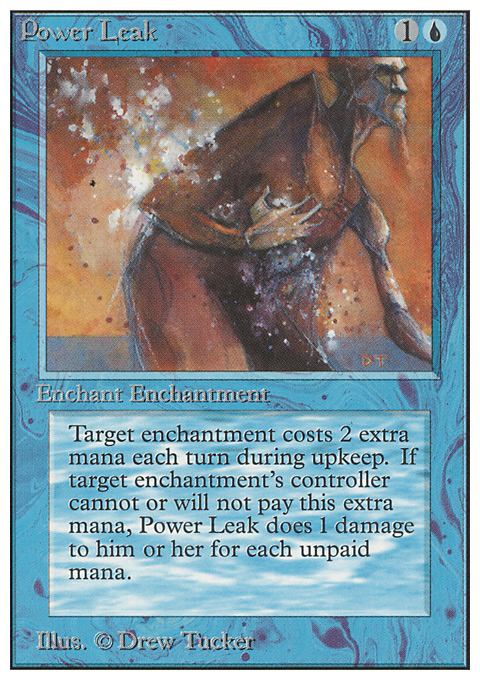 Power Leak
1
DT
Enchant Enchantment
Target enchantment costs 2 extra
mana each turn during upkeep. If
target enchantment's controller
cannot or will not pay this extra
mana, Power Leak does 1 damage
to him or her for each unpaid
mana.
Illus. © Drew Tucker